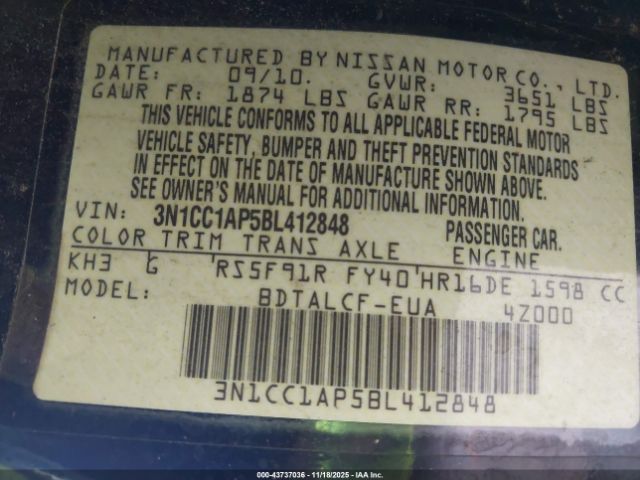 MANUFACTURED BY NISSAN MOTOR CO., LTD.
DATE: 09/10. GVWR: 3651 LBS
GAWR FR: 1874 LBS GAWR RR: 1795 LBS
THIS VEHICLE CONFORMS TO ALL APPLICABLE FEDERAL MOTOR
VEHICLE SAFETY, BUMPER AND THEFT PREVENTION STANDARDS
IN EFFECT ON THE DATE OF MANUFACTURE SHOWN ABOVE.
SEE OWNER'S MANUAL FOR ADDITIONAL INFORMATION.
VIN: 3N1CC1AP5BL412848 PASSENGER CAR.
COLOR TRIM TRANS AXLE ENGINE
KH3 G RS5F91R FY40 HR16DE 1598 CC
MODEL: BDTALCF-EUA 4Z000
3N1CC1AP5BL412848
000-43737036 - 11/18/2025 - IAA Inc.